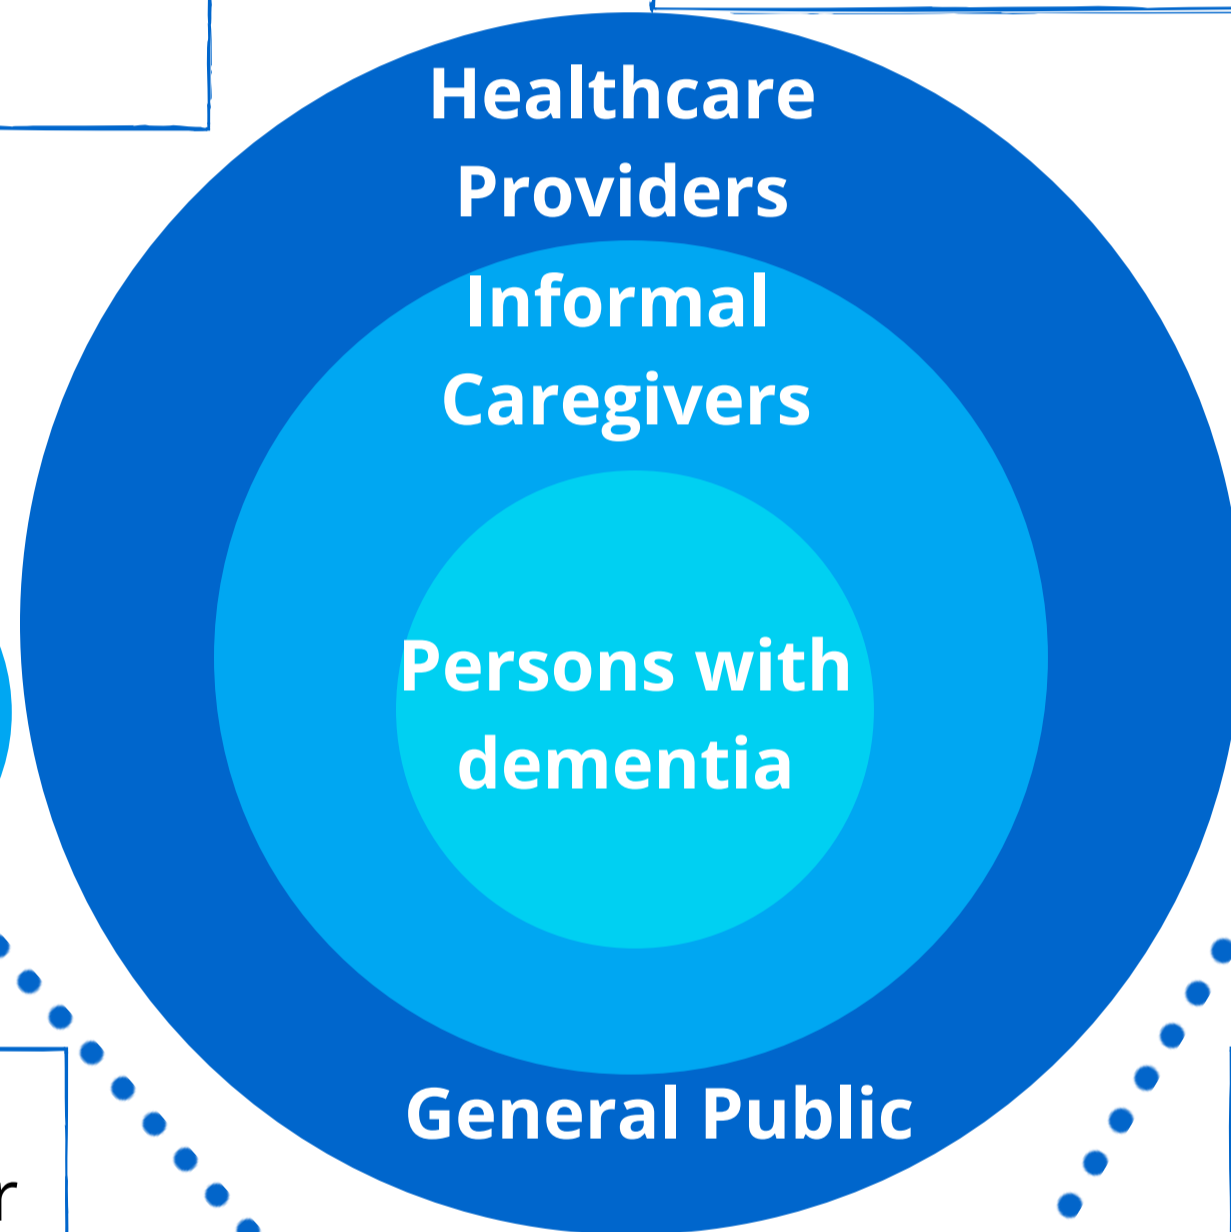 Healthcare
Providers
Informal
Caregivers
Persons with
dementia
General Public
r